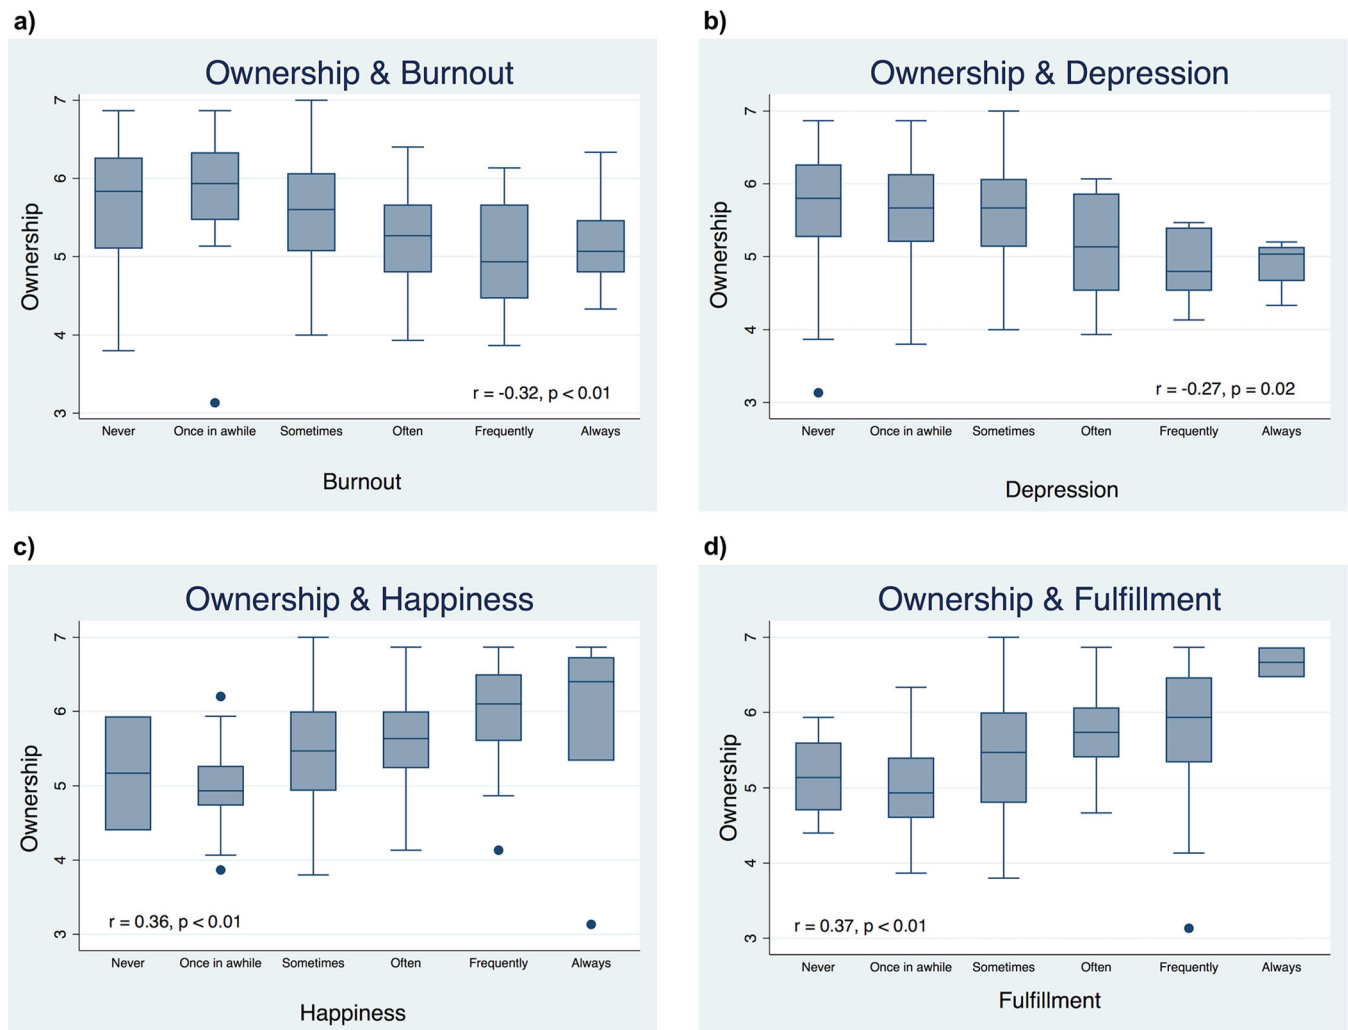 a)
Ownership & Burnout
Ownership
7
6
5
4
3
r = -0.32, p < 0.01
Never Once in awhile Sometimes Often Frequently Always
Burnout
b)
Ownership & Depression
Ownership
7
6
5
4
3
r = -0.27, p = 0.02
Never Once in awhile Sometimes Often Frequently Always
Depression
c)
Ownership & Happiness
Ownership
7
6
5
4
3
r = 0.36, p < 0.01
Never Once in awhile Sometimes Often Frequently Always
Happiness
d)
Ownership & Fulfillment
Ownership
7
6
5
4
3
r = 0.37, p < 0.01
Never Once in awhile Sometimes Often Frequently Always
Fulfillment